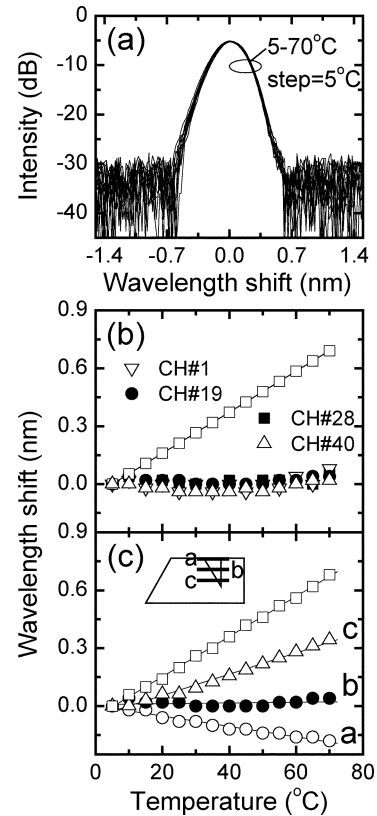 (a)
5-70°C
step=5°C
0
-10
-20
-30
-40
Intensity (dB)
-1.4 -0.7 0.0 0.7 1.4
Wavelength shift (nm)
(b)
CH#1
CH#19
CH#28
CH#40
0.9
0.6
0.3
0.0
0.9
Wavelength shift (nm)
(c)
a
b
c
0.6
0.3
0.0
c
b
a
0 20 40 60 80
Temperature (°C)